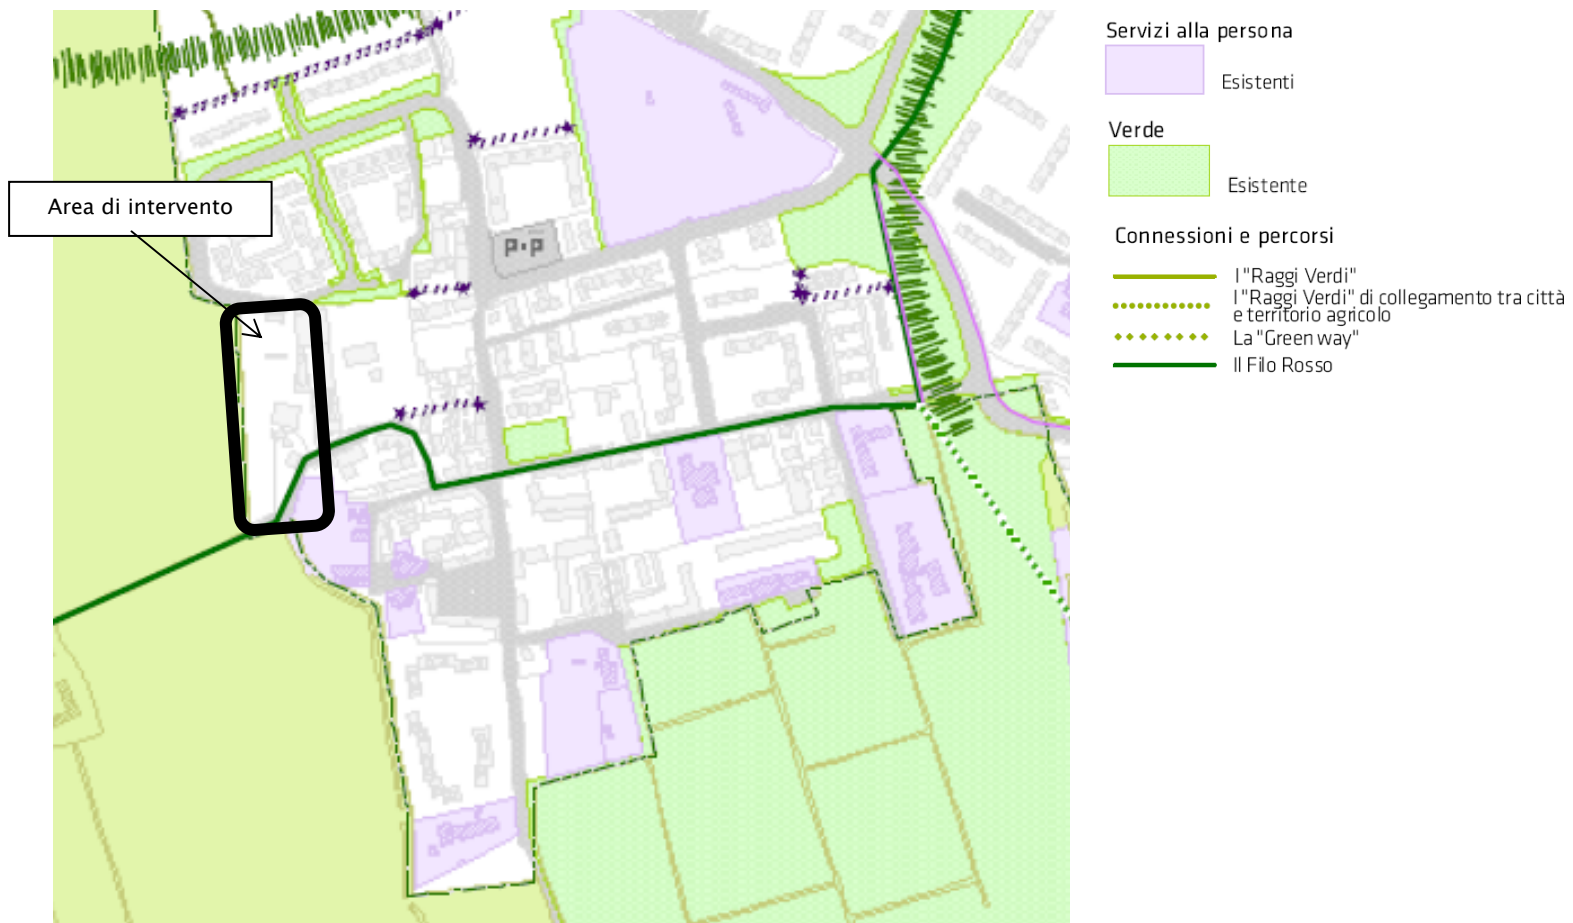 Area di intervento
P·P
Servizi alla persona
Esistenti
Verde
Esistente
Connessioni e percorsi
I "Raggi Verdi"
I "Raggi Verdi" di collegamento tra città
e territorio agricolo
La "Green way"
Il Filo Rosso